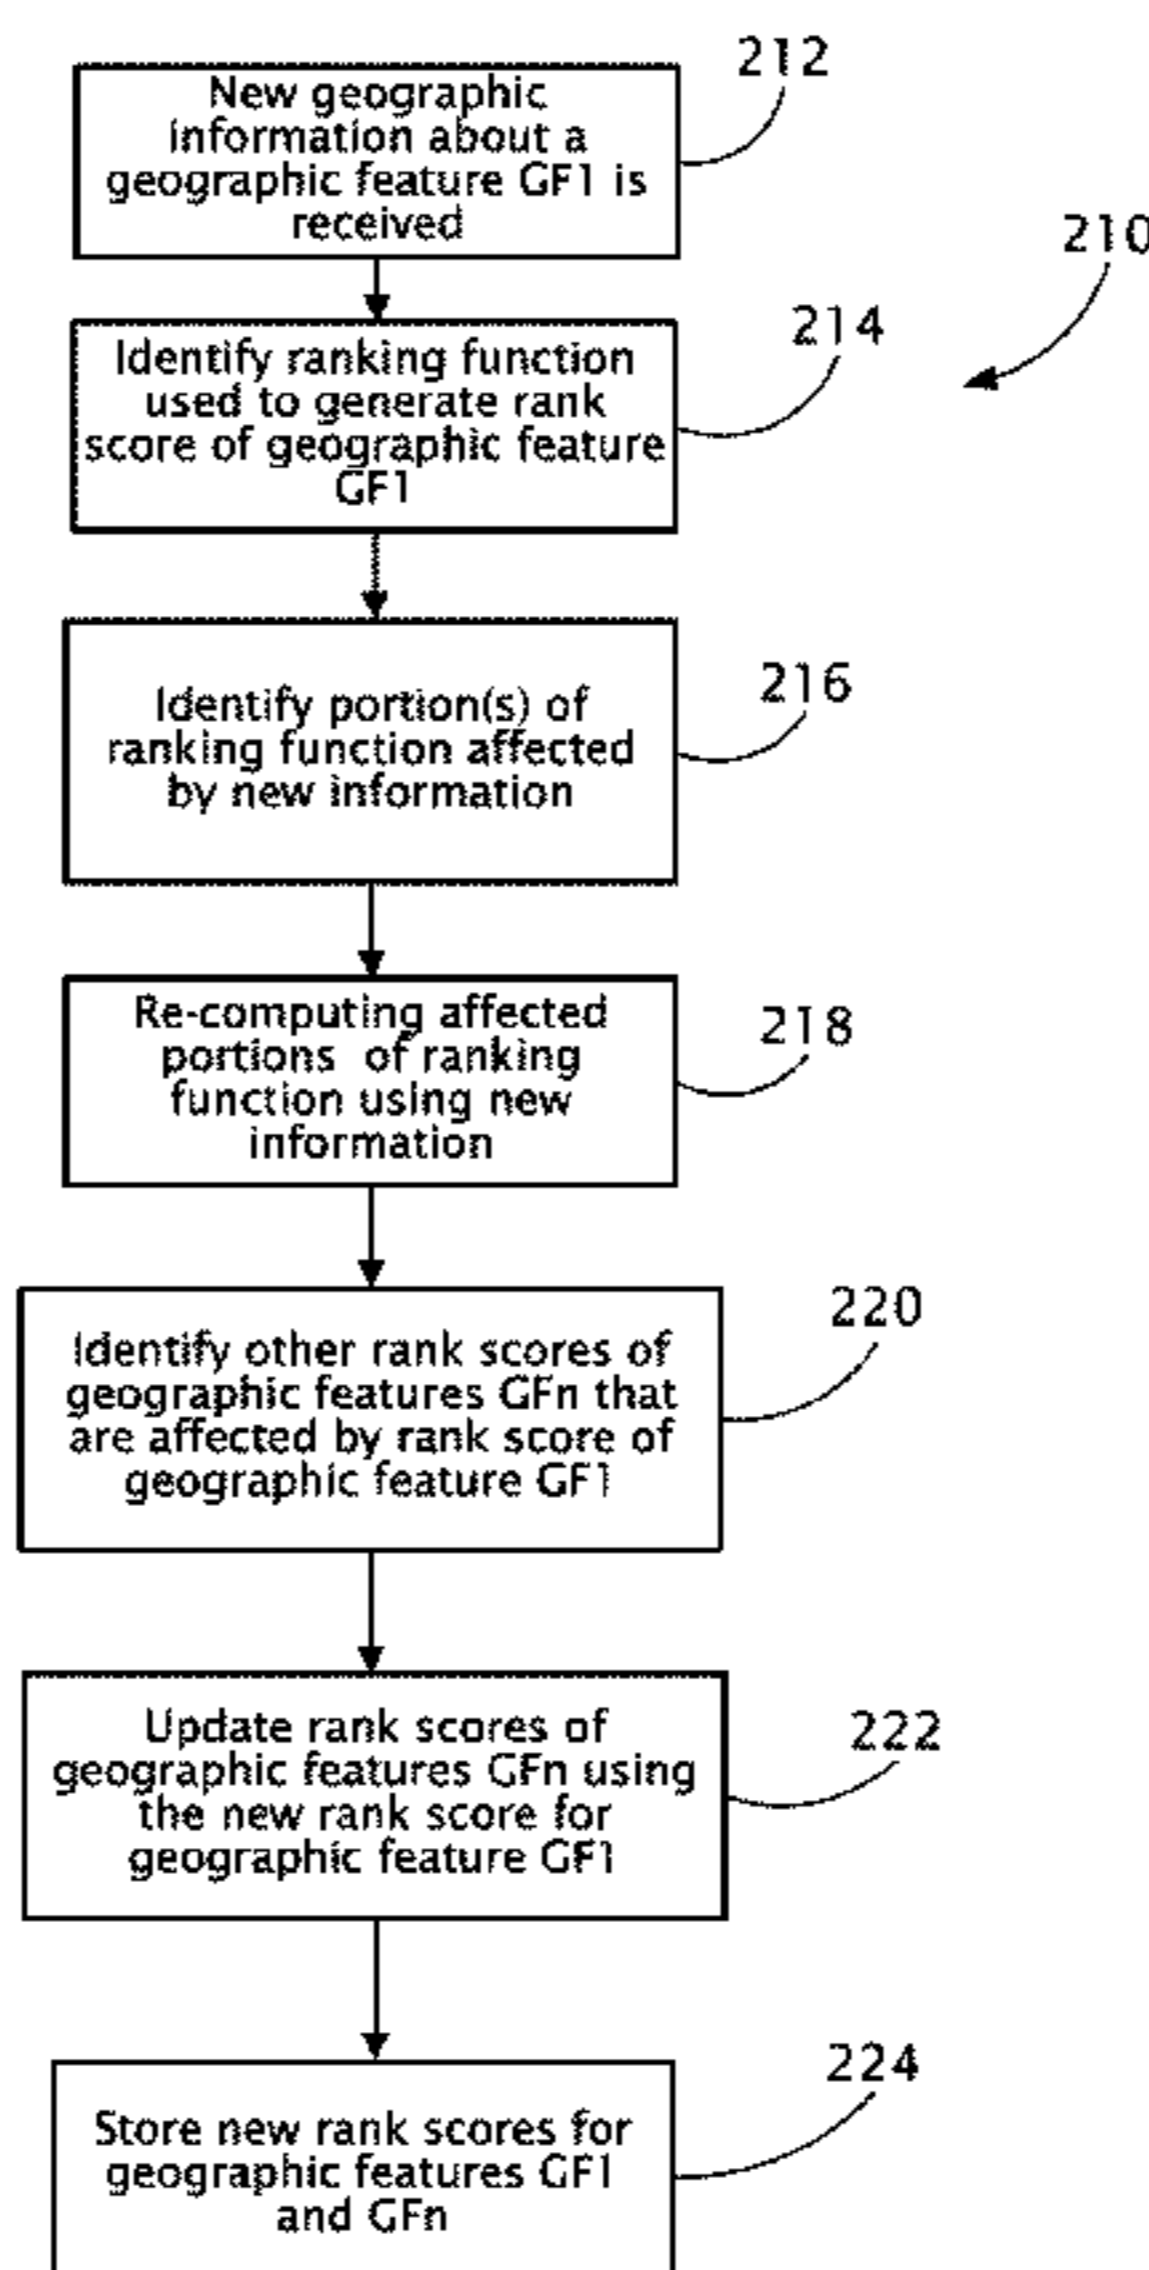 212
New geographic
information about a
geographic feature GF1 is
received
210
214
Identify ranking function
used to generate rank
score of geographic feature
GF1
216
Identify portion(s) of
ranking function affected
by new information
218
Re-computing affected
portions of ranking
function using new
information
220
Identify other rank scores of
geographic features GFn that
are affected by rank score of
geographic feature GF1
222
Update rank scores of
geographic features GFn using
the new rank score for
geographic feature GF1
224
Store new rank scores for
geographic features GF1
and GFn